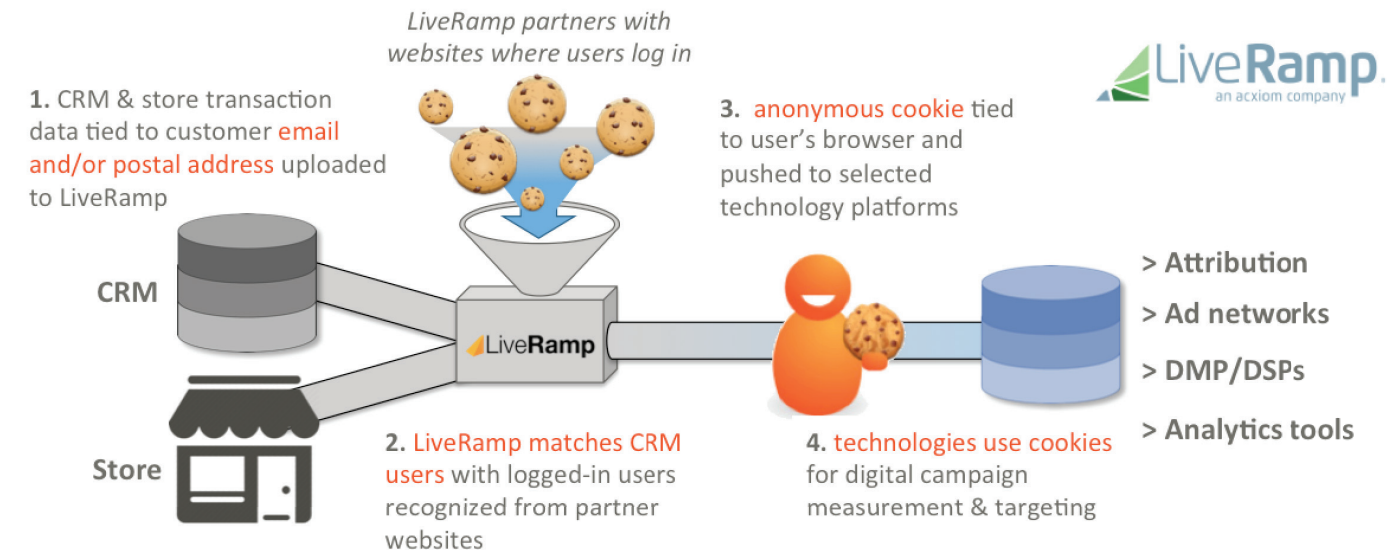 LiveRamp partners with
websites where users log in
LiveRamp.
an acxiom company
1. CRM & store transaction
data tied to customer email
and/or postal address uploaded
to LiveRamp
3. anonymous cookie tied
to user's browser and
pushed to selected
technology platforms
CRM
Store
LiveRamp
2. LiveRamp matches CRM
users with logged-in users
recognized from partner
websites
4. technologies use cookies
for digital campaign
measurement & targeting
> Attribution
> Ad networks
> DMP/DSPs
> Analytics tools